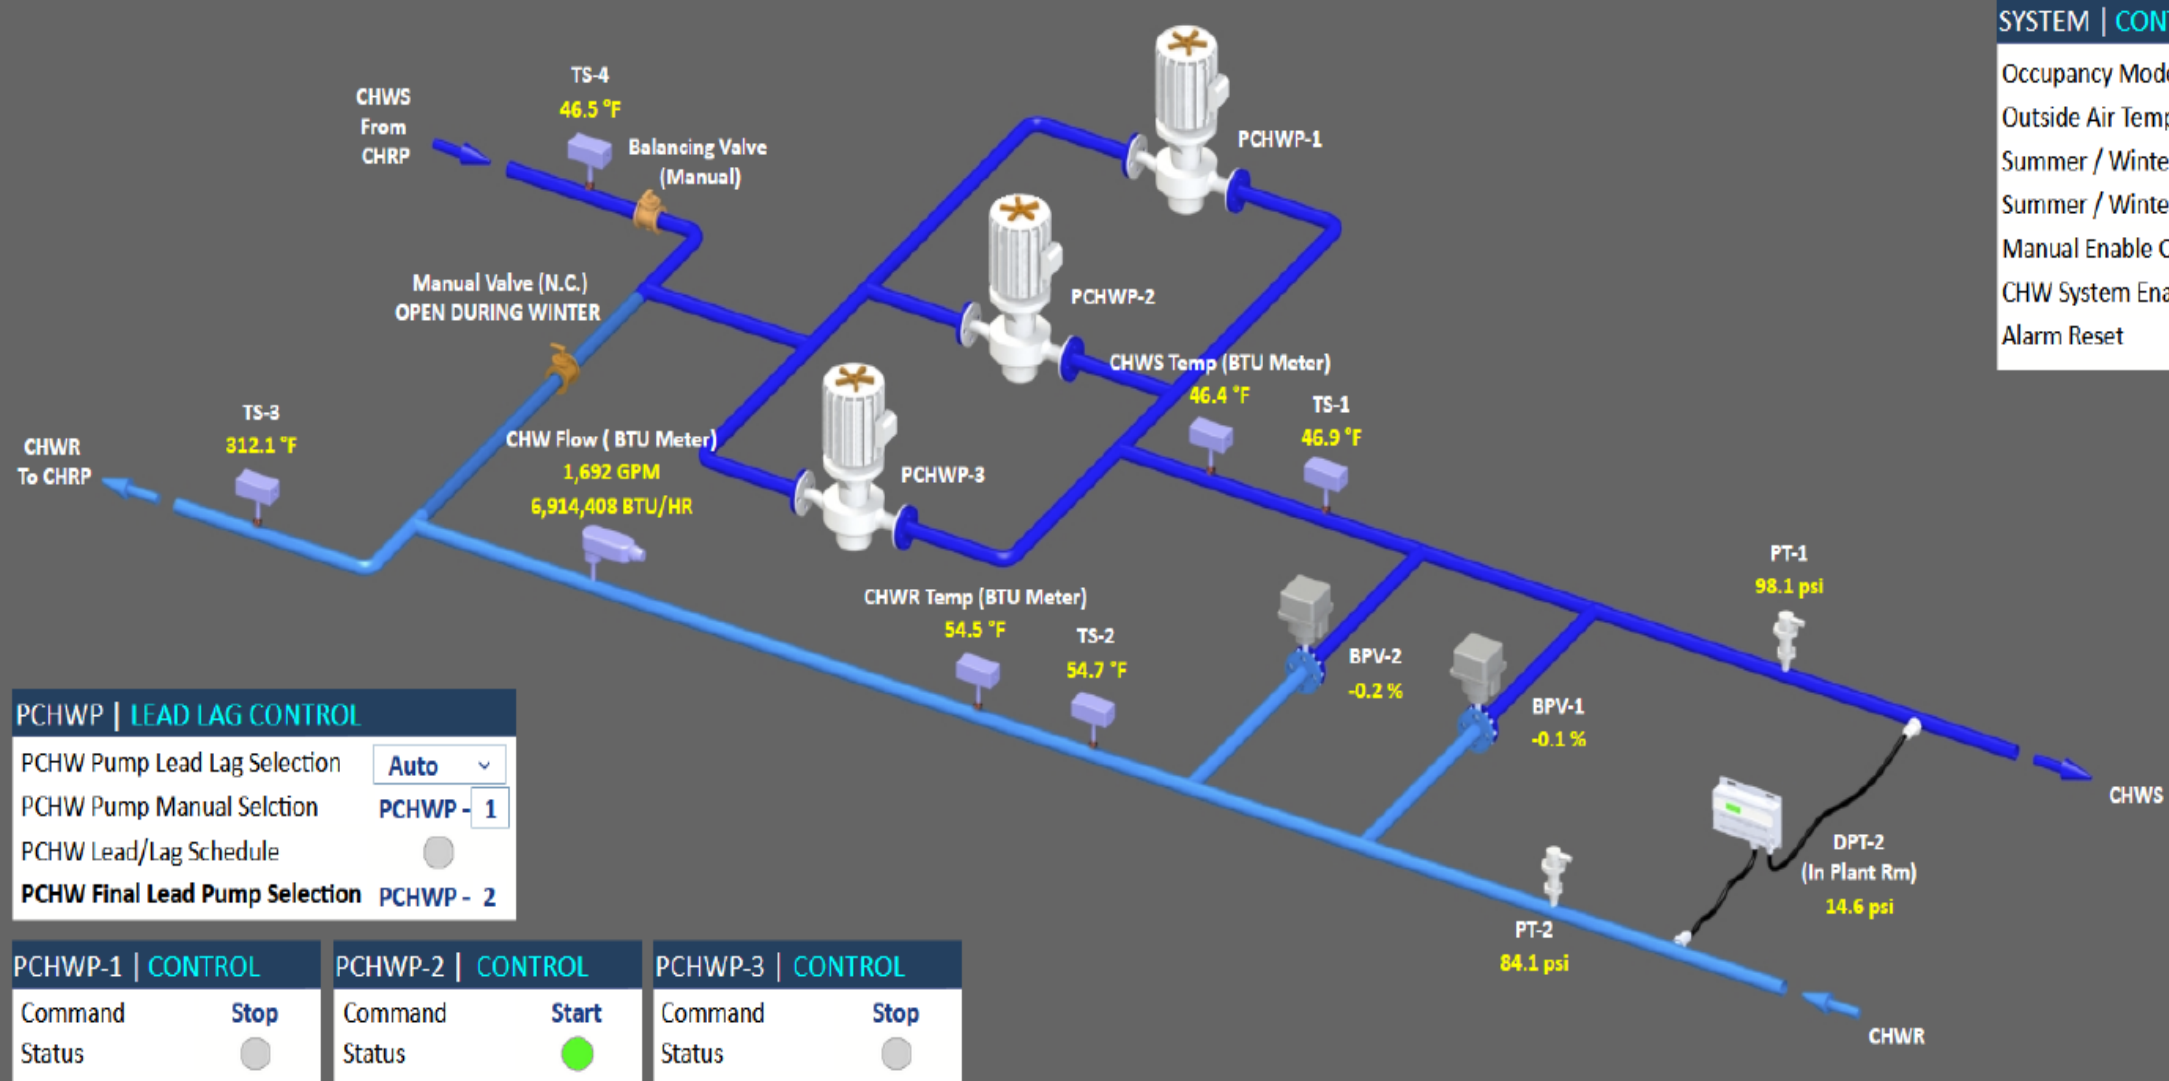 SYSTEM | CONT
Occupancy Mode
Outside Air Temp
Summer / Winte
Summer / Winte
Manual Enable C
CHW System Ena
Alarm Reset
TS-4
46.5 °F
CHWS
From
CHRP
Balancing Valve
(Manual)
PCHWP-1
PCHWP-2
Manual Valve (N.C.)
OPEN DURING WINTER
CHWS Temp (BTU Meter)
46.4 °F
TS-1
46.9 °F
TS-3
312.1 °F
CHWR
To CHRP
CHW Flow ( BTU Meter)
1,692 GPM
6,914,408 BTU/HR
PCHWP-3
PT-1
98.1 psi
CHWR Temp (BTU Meter)
54.5 °F
TS-2
54.7 °F
BPV-2
-0.2 %
BPV-1
-0.1 %
CHWS
DPT-2
(In Plant Rm)
14.6 psi
PT-2
84.1 psi
CHWR
PCHWP | LEAD LAG CONTROL
PCHW Pump Lead Lag Selection Auto
PCHW Pump Manual Selction PCHWP - 1
PCHW Lead/Lag Schedule
PCHW Final Lead Pump Selection PCHWP - 2
PCHWP-1 | CONTROL
Command Stop
Status
PCHWP-2 | CONTROL
Command Start
Status
PCHWP-3 | CONTROL
Command Stop
Status